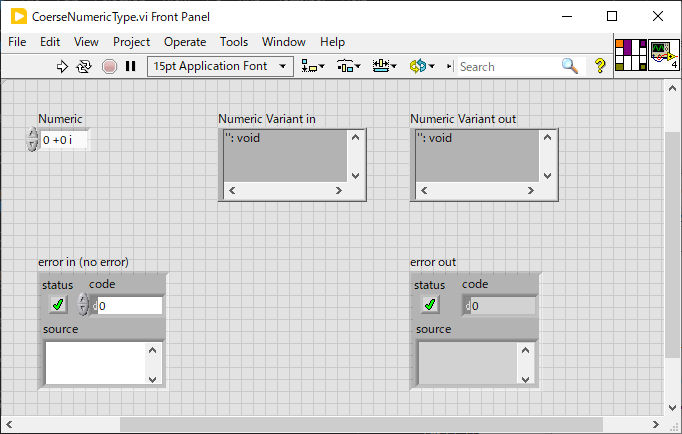 CoerseNumericType.vi Front Panel
File Edit View Project Operate Tools Window Help
15pt Application Font
Search
?
4
Numeric
0 +0 i
Numeric Variant in
'': void
Numeric Variant out
'': void
error in (no error)
status
code
d 0
source
error out
status
code
d 0
source